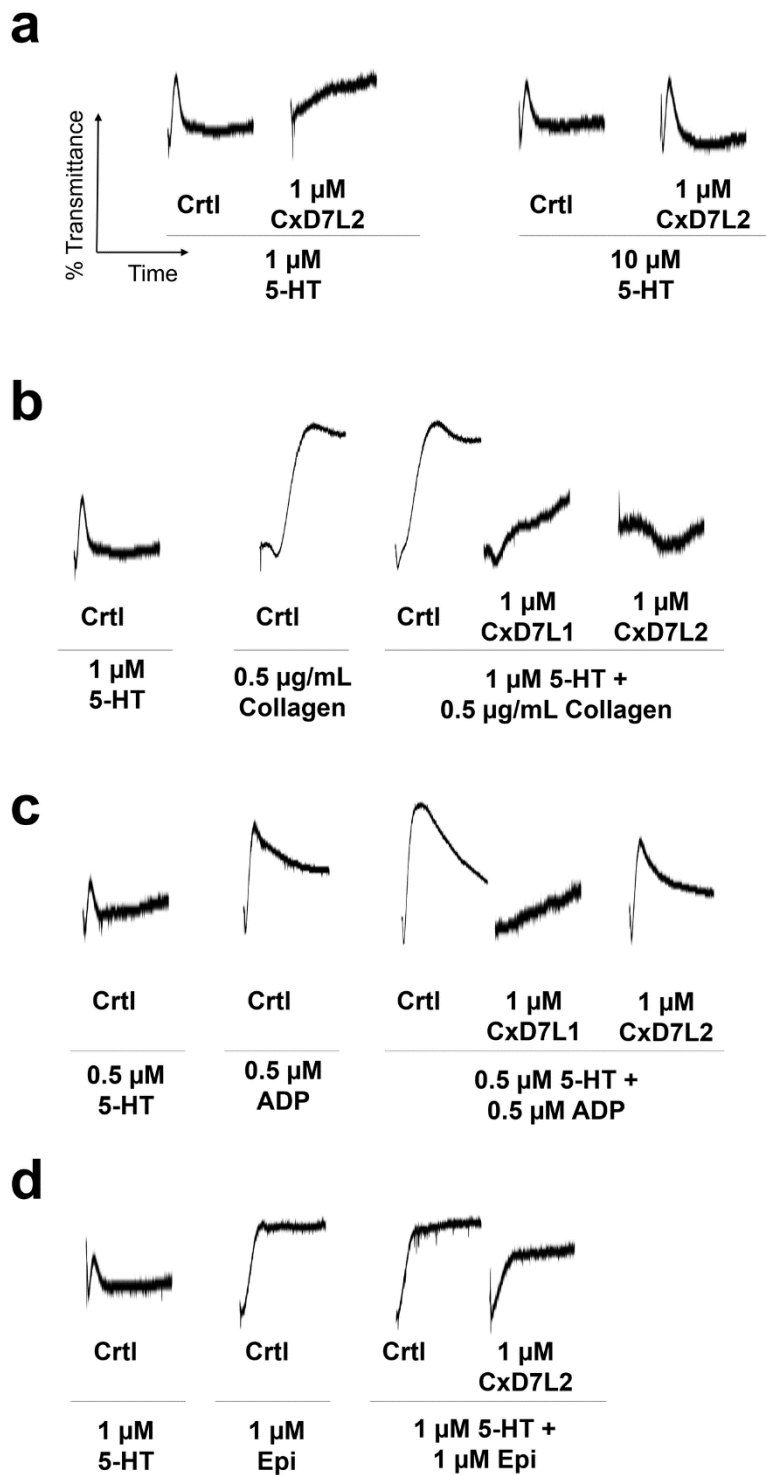 a
% Transmittance
Time
Crtl
1 µM
CxD7L2
1 µM
5-HT
Crtl
1 µM
CxD7L2
10 µM
5-HT
b
Crtl
1 µM
5-HT
Crtl
0.5 µg/mL
Collagen
Crtl
1 µM
CxD7L1
1 µM
CxD7L2
1 µM 5-HT +
0.5 µg/mL Collagen
c
Crtl
0.5 µM
5-HT
Crtl
0.5 µM
ADP
Crtl
1 µM
CxD7L1
1 µM
CxD7L2
0.5 µM 5-HT +
0.5 µM ADP
d
Crtl
1 µM
5-HT
Crtl
1 µM
Epi
Crtl
1 µM
CxD7L2
1 µM 5-HT +
1 µM Epi